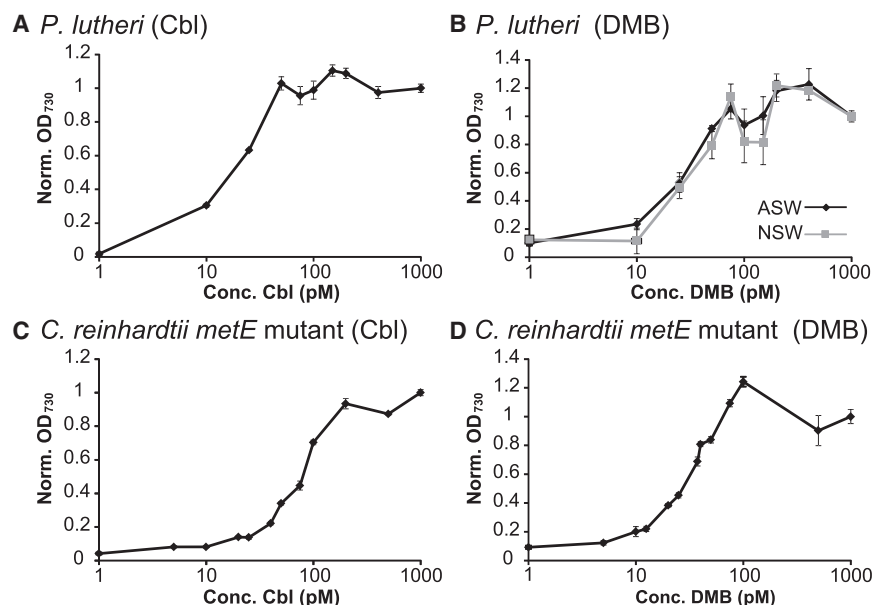 A P. lutheri (Cbl)
1.2
1
0.8
0.6
0.4
0.2
0
Norm. OD730
1 10 100 1000
Conc. Cbl (pM)
B P. lutheri (DMB)
1.4
1.2
1
0.8
0.6
0.4
0.2
0
Norm. OD730
ASW
NSW
1 10 100 1000
Conc. DMB (pM)
C C. reinhardtii metE mutant (Cbl)
1.2
1
0.8
0.6
0.4
0.2
0
Norm. OD730
1 10 100 1000
Conc. Cbl (pM)
D C. reinhardtii metE mutant (DMB)
1.4
1.2
1
0.8
0.6
0.4
0.2
0
Norm. OD730
1 10 100 1000
Conc. DMB (pM)